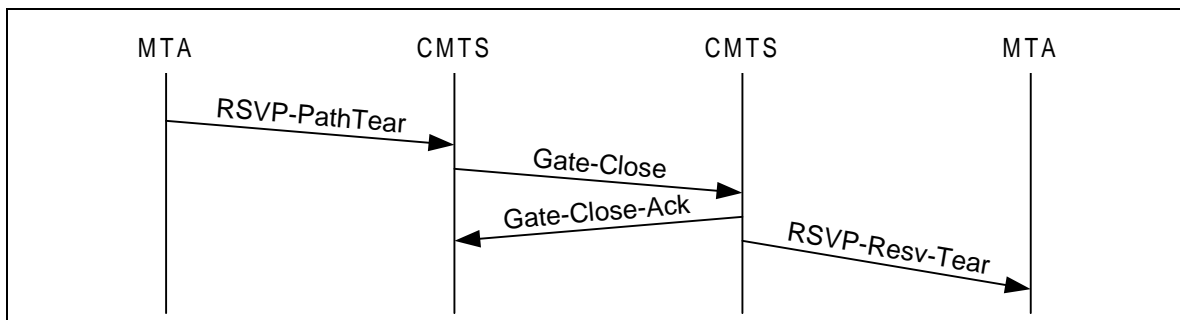 MTA CMTS CMTS MTA
RSVP-PathTear
Gate-Close
Gate-Close-Ack
RSVP-Resv-Tear